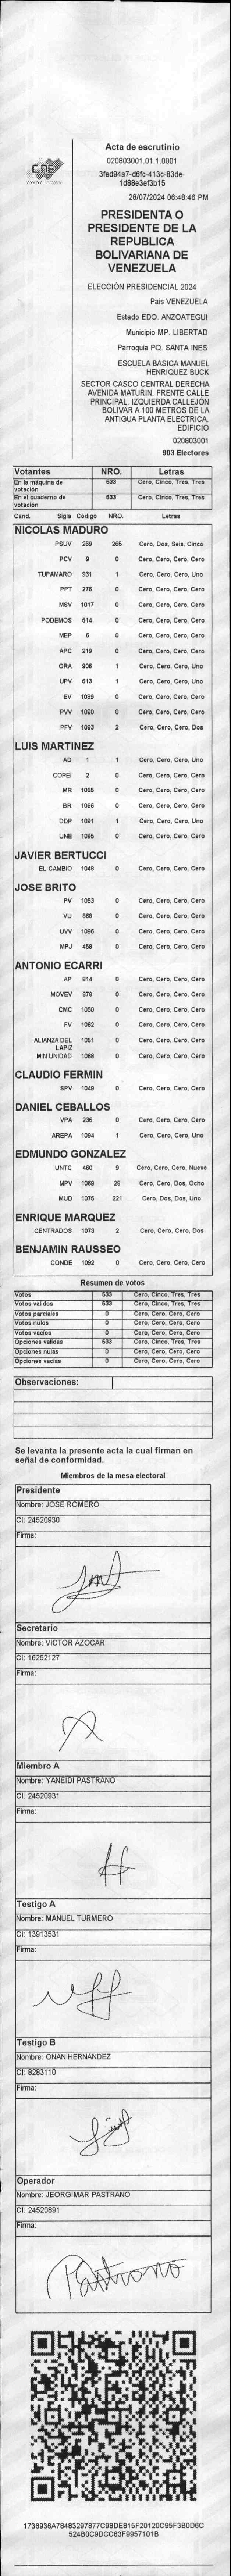 CNE
Acta de escrutinio
020803001.01.1.0001
3fed94a7-d6fc-413c-83de-
1d88e3ef3b15
28/07/2024 06:48:46 PM
PRESIDENTA O
PRESIDENTE DE LA
REPUBLICA
BOLIVARIANA DE
VENEZUELA
ELECCIÓN PRESIDENCIAL 2024
Pais VENEZUELA
Estado EDO. ANZOATEGUI
Municipio MP. LIBERTAD
Parroquia PQ. SANTA INES
ESCUELA BASICA MANUEL
HENRIQUEZ BUCK
SECTOR CASCO CENTRAL DERECHA
AVENIDA MATURIN. FRENTE CALLE
PRINCIPAL. IZQUIERDA CALLEJÓN
BOLIVAR A 100 METROS DE LA
ANTIGUA PLANTA ELECTRICA.
EDIFICIO
020803001
903 Electores
Votantes NRO. Letras
En la máquina de votación 533 Cero, Cinco, Tres, Tres
En el cuaderno de votación 533 Cero, Cinco, Tres, Tres
Cand. Sigla Código NRO. Letras
NICOLAS MADURO
PSUV 269 265 Cero, Dos, Seis, Cinco
PCV 9 0 Cero, Cero, Cero, Cero
TUPAMARO 931 1 Cero, Cero, Cero, Uno
PPT 276 0 Cero, Cero, Cero, Cero
MSV 1017 0 Cero, Cero, Cero, Cero
PODEMOS 514 0 Cero, Cero, Cero, Cero
MEP 6 0 Cero, Cero, Cero, Cero
APC 219 0 Cero, Cero, Cero, Cero
ORA 906 1 Cero, Cero, Cero, Uno
UPV 513 1 Cero, Cero, Cero, Uno
EV 1089 0 Cero, Cero, Cero, Cero
PVV 1090 0 Cero, Cero, Cero, Cero
PFV 1093 2 Cero, Cero, Cero, Dos
LUIS MARTINEZ
AD 1 1 Cero, Cero, Cero, Uno
COPEI 2 0 Cero, Cero, Cero, Cero
MR 1065 0 Cero, Cero, Cero, Cero
BR 1066 0 Cero, Cero, Cero, Cero
DDP 1091 1 Cero, Cero, Cero, Uno
UNE 1095 0 Cero, Cero, Cero, Cero
JAVIER BERTUCCI
EL CAMBIO 1048 0 Cero, Cero, Cero, Cero
JOSE BRITO
PV 1053 0 Cero, Cero, Cero, Cero
VU 868 0 Cero, Cero, Cero, Cero
UVV 1096 0 Cero, Cero, Cero, Cero
MPJ 458 0 Cero, Cero, Cero, Cero
ANTONIO ECARRI
AP 814 0 Cero, Cero, Cero, Cero
MOVEV 878 0 Cero, Cero, Cero, Cero
CMC 1050 0 Cero, Cero, Cero, Cero
FV 1062 0 Cero, Cero, Cero, Cero
ALIANZA DEL LAPIZ 1051 0 Cero, Cero, Cero, Cero
MIN UNIDAD 1068 0 Cero, Cero, Cero, Cero
CLAUDIO FERMIN
SPV 1049 0 Cero, Cero, Cero, Cero
DANIEL CEBALLOS
VPA 236 0 Cero, Cero, Cero, Cero
AREPA 1094 1 Cero, Cero, Cero, Uno
EDMUNDO GONZALEZ
UNTC 460 9 Cero, Cero, Cero, Nueve
MPV 1069 28 Cero, Cero, Dos, Ocho
MUD 1075 221 Cero, Dos, Dos, Uno
ENRIQUE MARQUEZ
CENTRADOS 1073 2 Cero, Cero, Cero, Dos
BENJAMIN RAUSSEO
CONDE 1092 0 Cero, Cero, Cero, Cero
Resumen de votos
Votos 533 Cero, Cinco, Tres, Tres
Votos validos 533 Cero, Cinco, Tres, Tres
Votos parciales 0 Cero, Cero, Cero, Cero
Votos nulos 0 Cero, Cero, Cero, Cero
Votos vacios 0 Cero, Cero, Cero, Cero
Opciones validas 533 Cero, Cinco, Tres, Tres
Opciones nulas 0 Cero, Cero, Cero, Cero
Opciones vacias 0 Cero, Cero, Cero, Cero
Observaciones:
Se levanta la presente acta la cual firman en
señal de conformidad.
Miembros de la mesa electoral
Presidente
Nombre: JOSE ROMERO
CI: 24520930
Firma:
Secretario
Nombre: VICTOR AZOCAR
CI: 16252127
Firma:
Miembro A
Nombre: YANEIDI PASTRANO
CI: 24520931
Firma:
Testigo A
Nombre: MANUEL TURMERO
CI: 13913531
Firma:
Testigo B
Nombre: ONAN HERNANDEZ
CI: 8283110
Firma:
Operador
Nombre: JEORGIMAR PASTRANO
CI: 24520891
Firma:
Pastrano
1736936A7B483297877C98DE815F20120C95F3B0D6C
524B0C9DCC63F9957101B